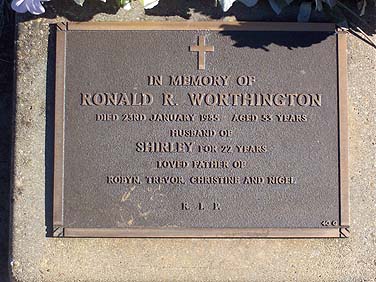 IN MEMORY OF
RONALD R. WORTHINGTON
DIED 23RD JANUARY 1985 AGED 53 YEARS
HUSBAND OF
SHIRLEY FOR 22 YEARS
LOVED FATHER OF
ROBYN, TREVOR, CHRISTINE AND NIGEL
R. I. P.